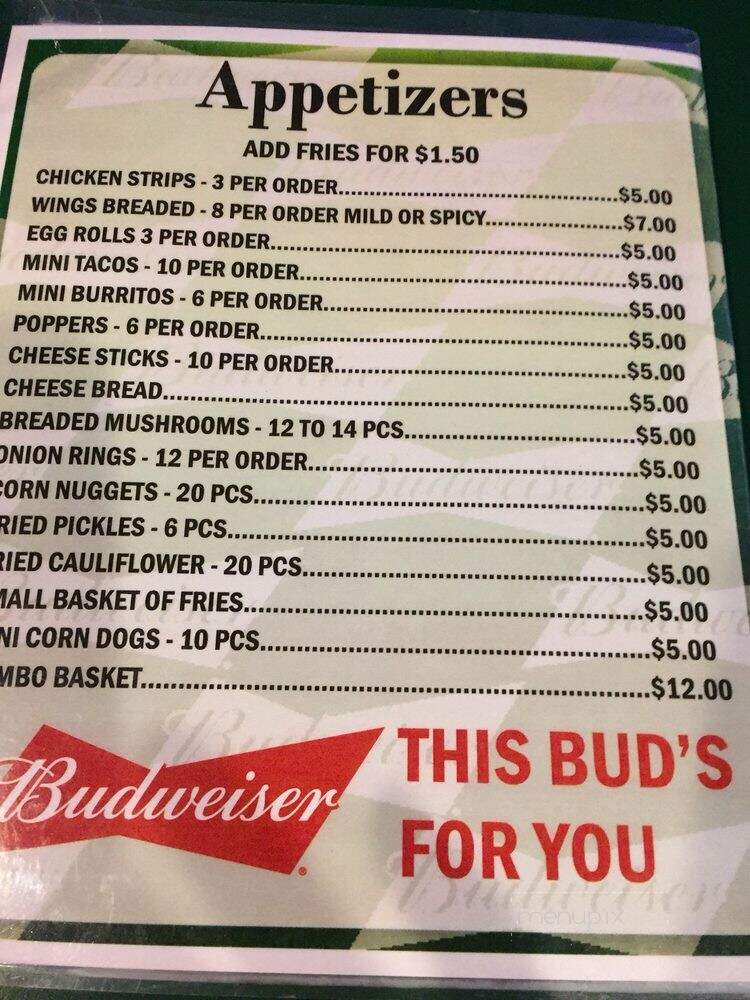 Appetizers
ADD FRIES FOR $1.50
CHICKEN STRIPS - 3 PER ORDER..........$5.00
WINGS BREADED - 8 PER ORDER MILD OR SPICY..........$7.00
EGG ROLLS 3 PER ORDER..........$5.00
MINI TACOS - 10 PER ORDER..........$5.00
MINI BURRITOS - 6 PER ORDER..........$5.00
POPPERS - 6 PER ORDER..........$5.00
CHEESE STICKS - 10 PER ORDER..........$5.00
CHEESE BREAD..........$5.00
BREADED MUSHROOMS - 12 TO 14 PCS..........$5.00
ONION RINGS - 12 PER ORDER..........$5.00
CORN NUGGETS - 20 PCS..........$5.00
RIED PICKLES - 6 PCS..........$5.00
RIED CAULIFLOWER - 20 PCS..........$5.00
MALL BASKET OF FRIES..........$5.00
NI CORN DOGS - 10 PCS..........$5.00
MBO BASKET..........$12.00
Budweiser
THIS BUD'S
FOR YOU
menupix